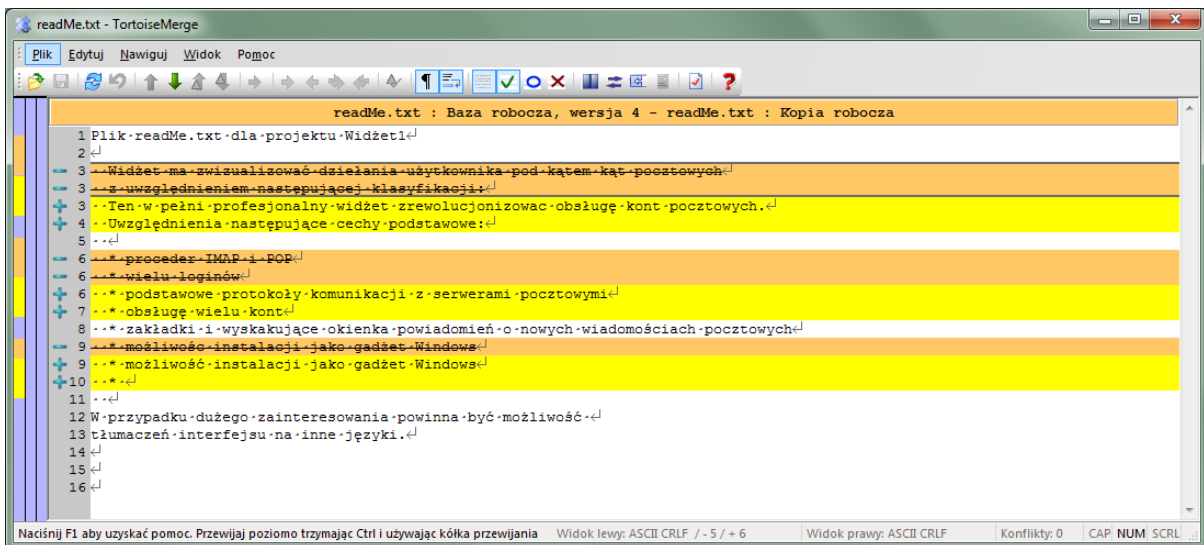 readMe.txt - TortoiseMerge
Plik Edytuj Nawiguj Widok Pomoc
readMe.txt : Baza robocza, wersja 4 - readMe.txt : Kopia robocza
1 Plik readMe.txt dla projektu Widżet1
2
3 Widżet ma zwizualizować działania użytkownika pod kątem kąt pocztowych
3 z uwzględnieniem następującej klasyfikacji:
3 Ten w pełni profesjonalny widżet zrewolucjonizowac obsługę kont pocztowych.
4 Uwzględnienia następujące cechy podstawowe:
5
6 * proceder IMAP i POP
6 * wielu loginów
6 * podstawowe protokoły komunikacji z serwerami pocztowymi
7 * obsługę wielu kont
8 * zakładki i wyskakujące okienka powiadomień o nowych wiadomościach pocztowych
9 * możliwośc instalacji jako gadżet Windows
9 * możliwość instalacji jako gadżet Windows
10 *
11
12 W przypadku dużego zainteresowania powinna być możliwość
13 tłumaczeń interfejsu na inne języki.
14
15
16
Naciśnij F1 aby uzyskać pomoc. Przewijaj poziomo trzymając Ctrl i używając kółka przewijania Widok lewy: ASCII CRLF / - 5 / + 6 Widok prawy: ASCII CRLF Konflikty: 0 CAP NUM SCRL